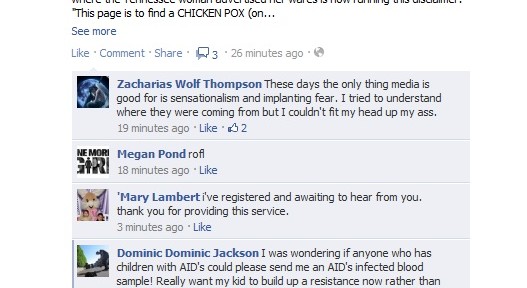 where the Tennessee woman advertised her wares is now running this disclaimer:
"This page is to find a CHICKEN POX (on...
See more
Like · Comment · Share · 3 · 26 minutes ago ·
Zacharias Wolf Thompson These days the only thing media is
good for is sensationalism and implanting fear. I tried to understand
where they were coming from but I couldn't fit my head up my ass.
19 minutes ago · Like · 2
NE MORE
GIRL
Megan Pond rofl
18 minutes ago · Like
'Mary Lambert i've registered and awaiting to hear from you.
thank you for providing this service.
3 minutes ago · Like
Dominic Dominic Jackson I was wondering if anyone who has
children with AID's could please send me an AID's infected blood
sample! Really want my kid to build up a resistance now rather than